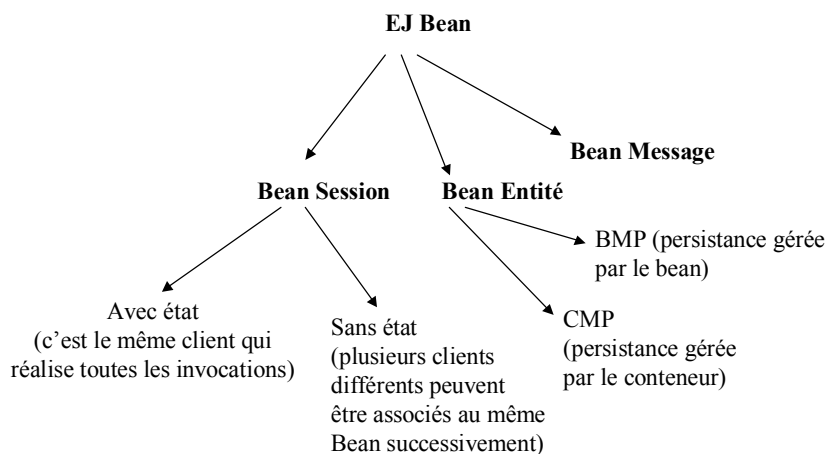 EJ Bean
Bean Message
Bean Session
Bean Entité
BMP (persistance gérée
par le bean)
Avec état
(c’est le même client qui
réalise toutes les invocations)
Sans état
(plusieurs clients
différents peuvent
être associés au même
Bean successivement)
CMP
(persistance gérée
par le conteneur)